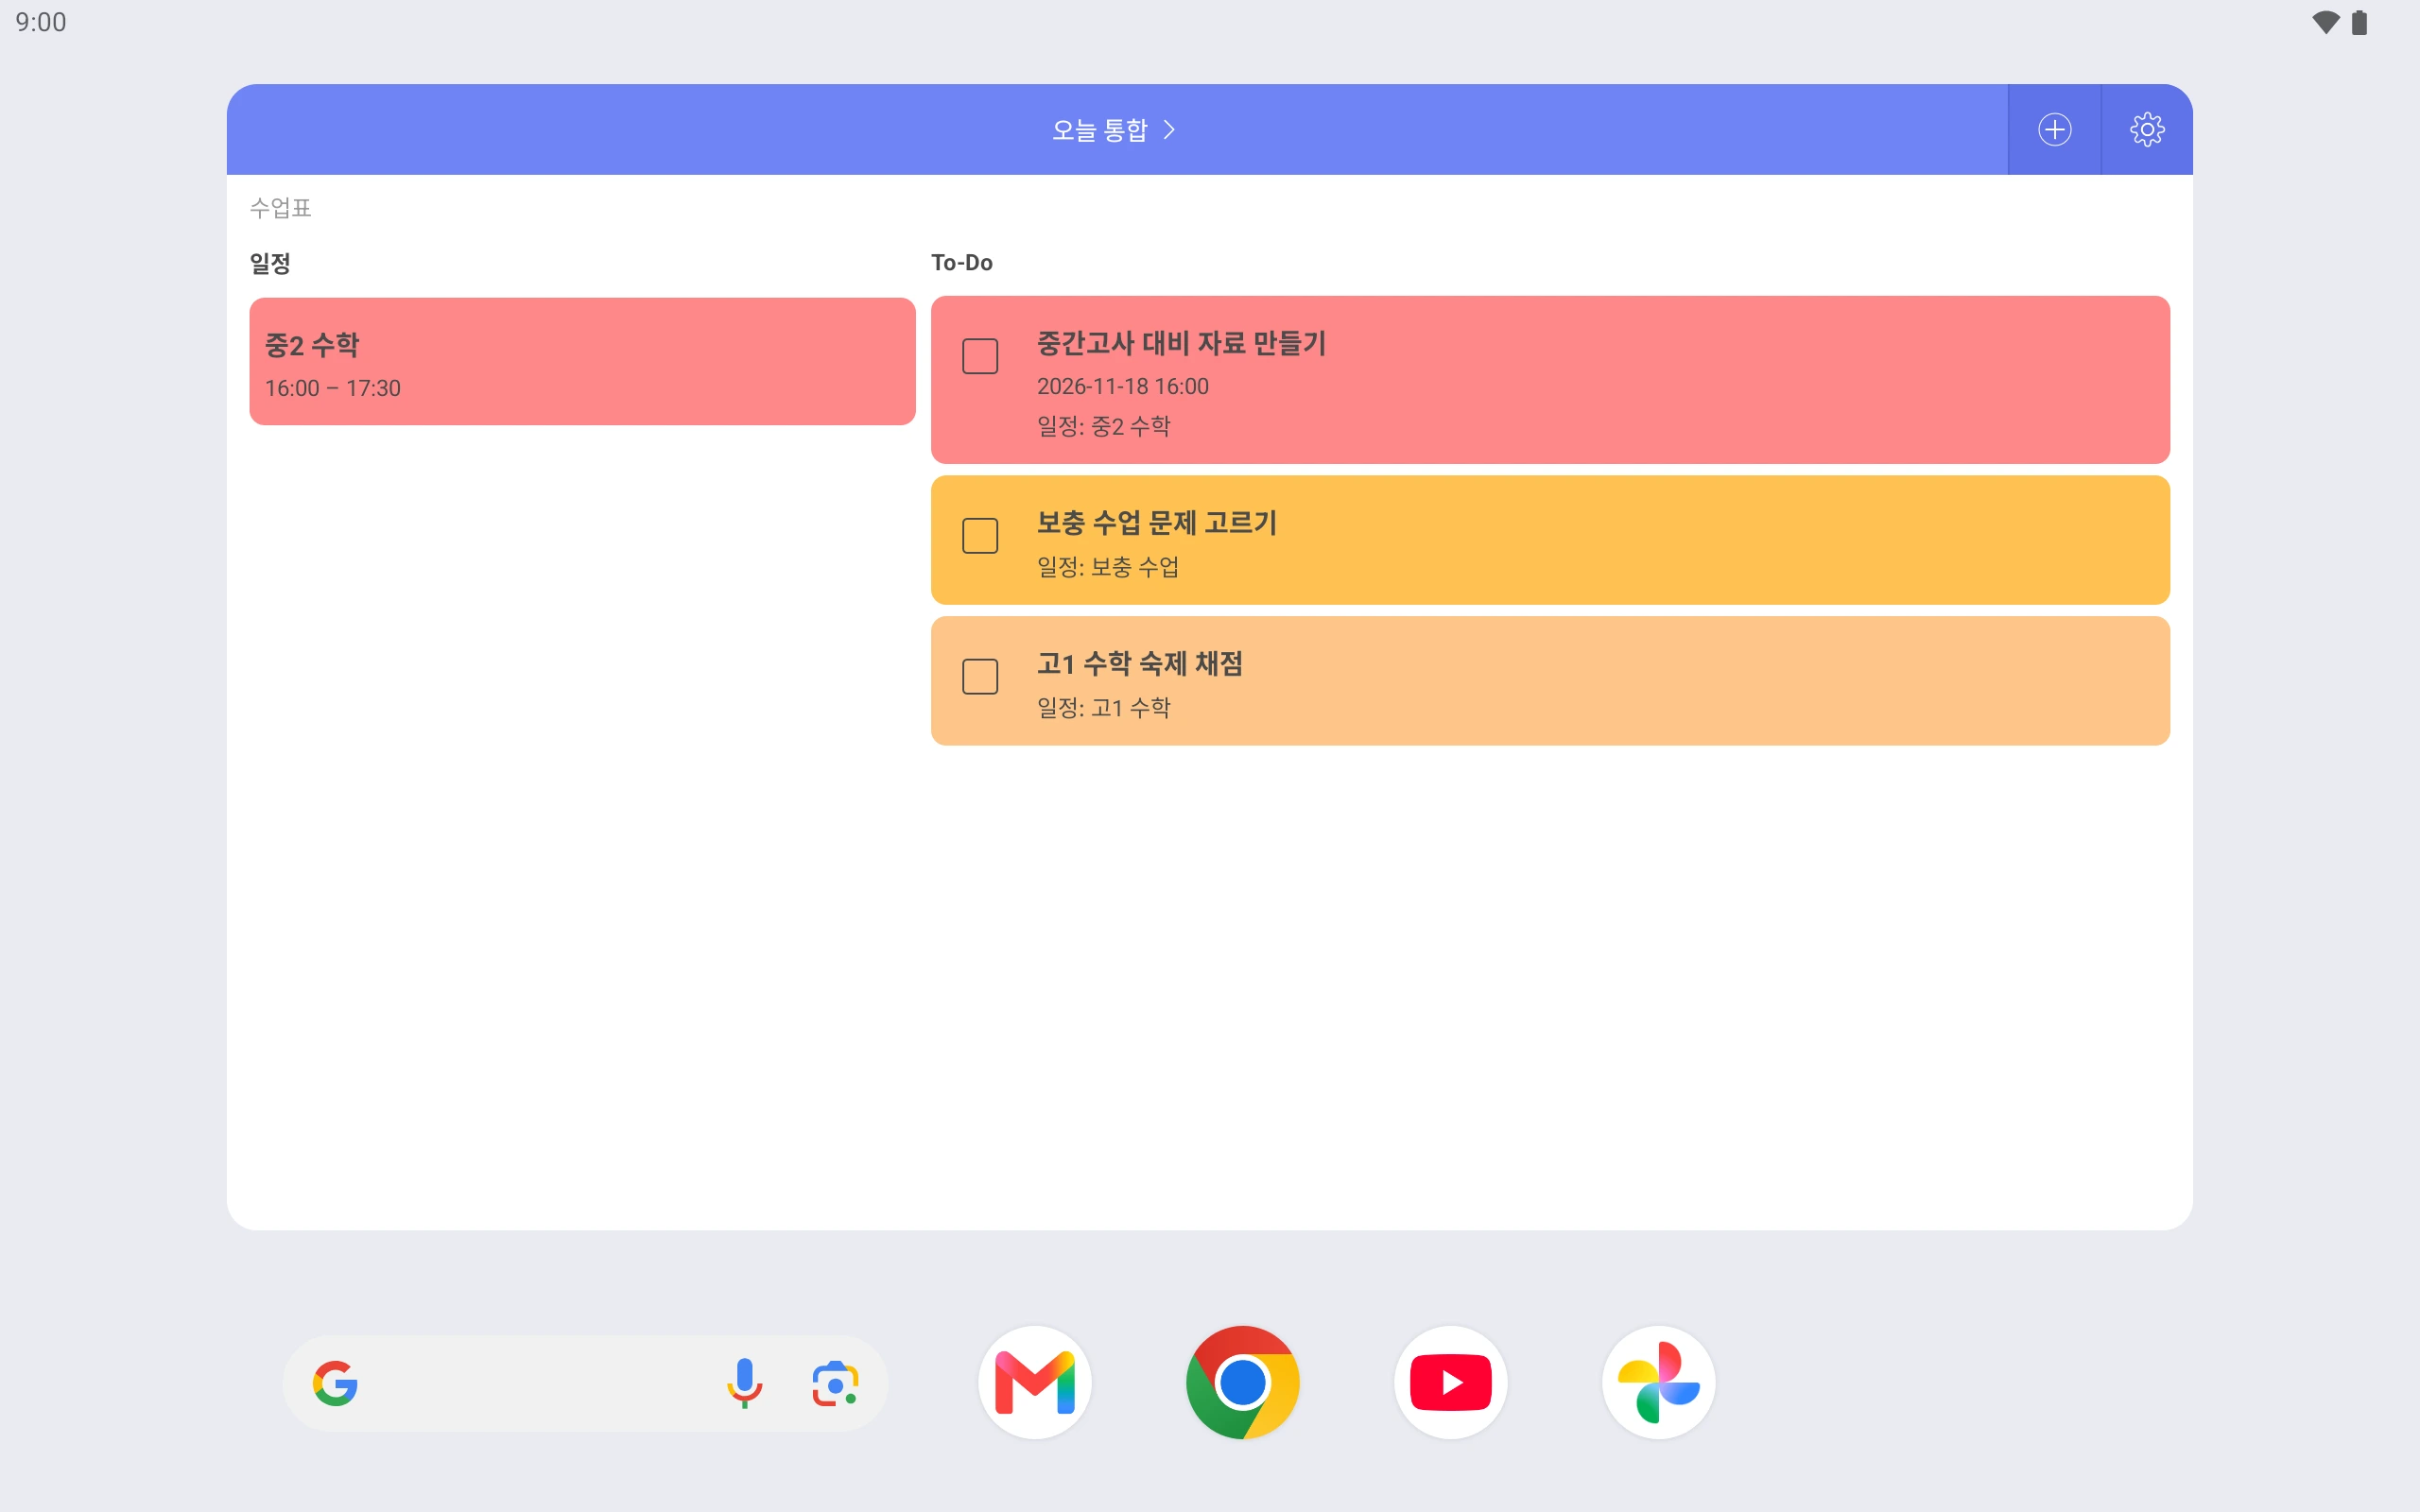 9:00
오늘 통합
수업표
일정
중2 수학
16:00 – 17:30
To-Do
중간고사 대비 자료 만들기
2026-11-18 16:00
일정: 중2 수학
보충 수업 문제 고르기
일정: 보충 수업
고1 수학 숙제 채점
일정: 고1 수학